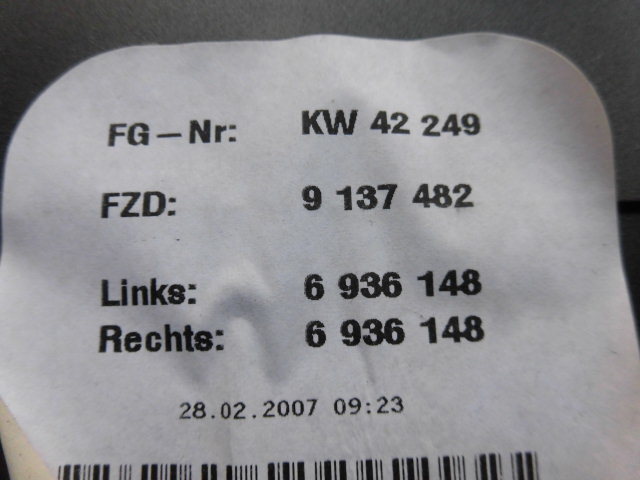 FG-Nr: KW 42 249
FZD: 9 137 482
Links: 6 936 148
Rechts: 6 936 148
28.02.2007 09:23